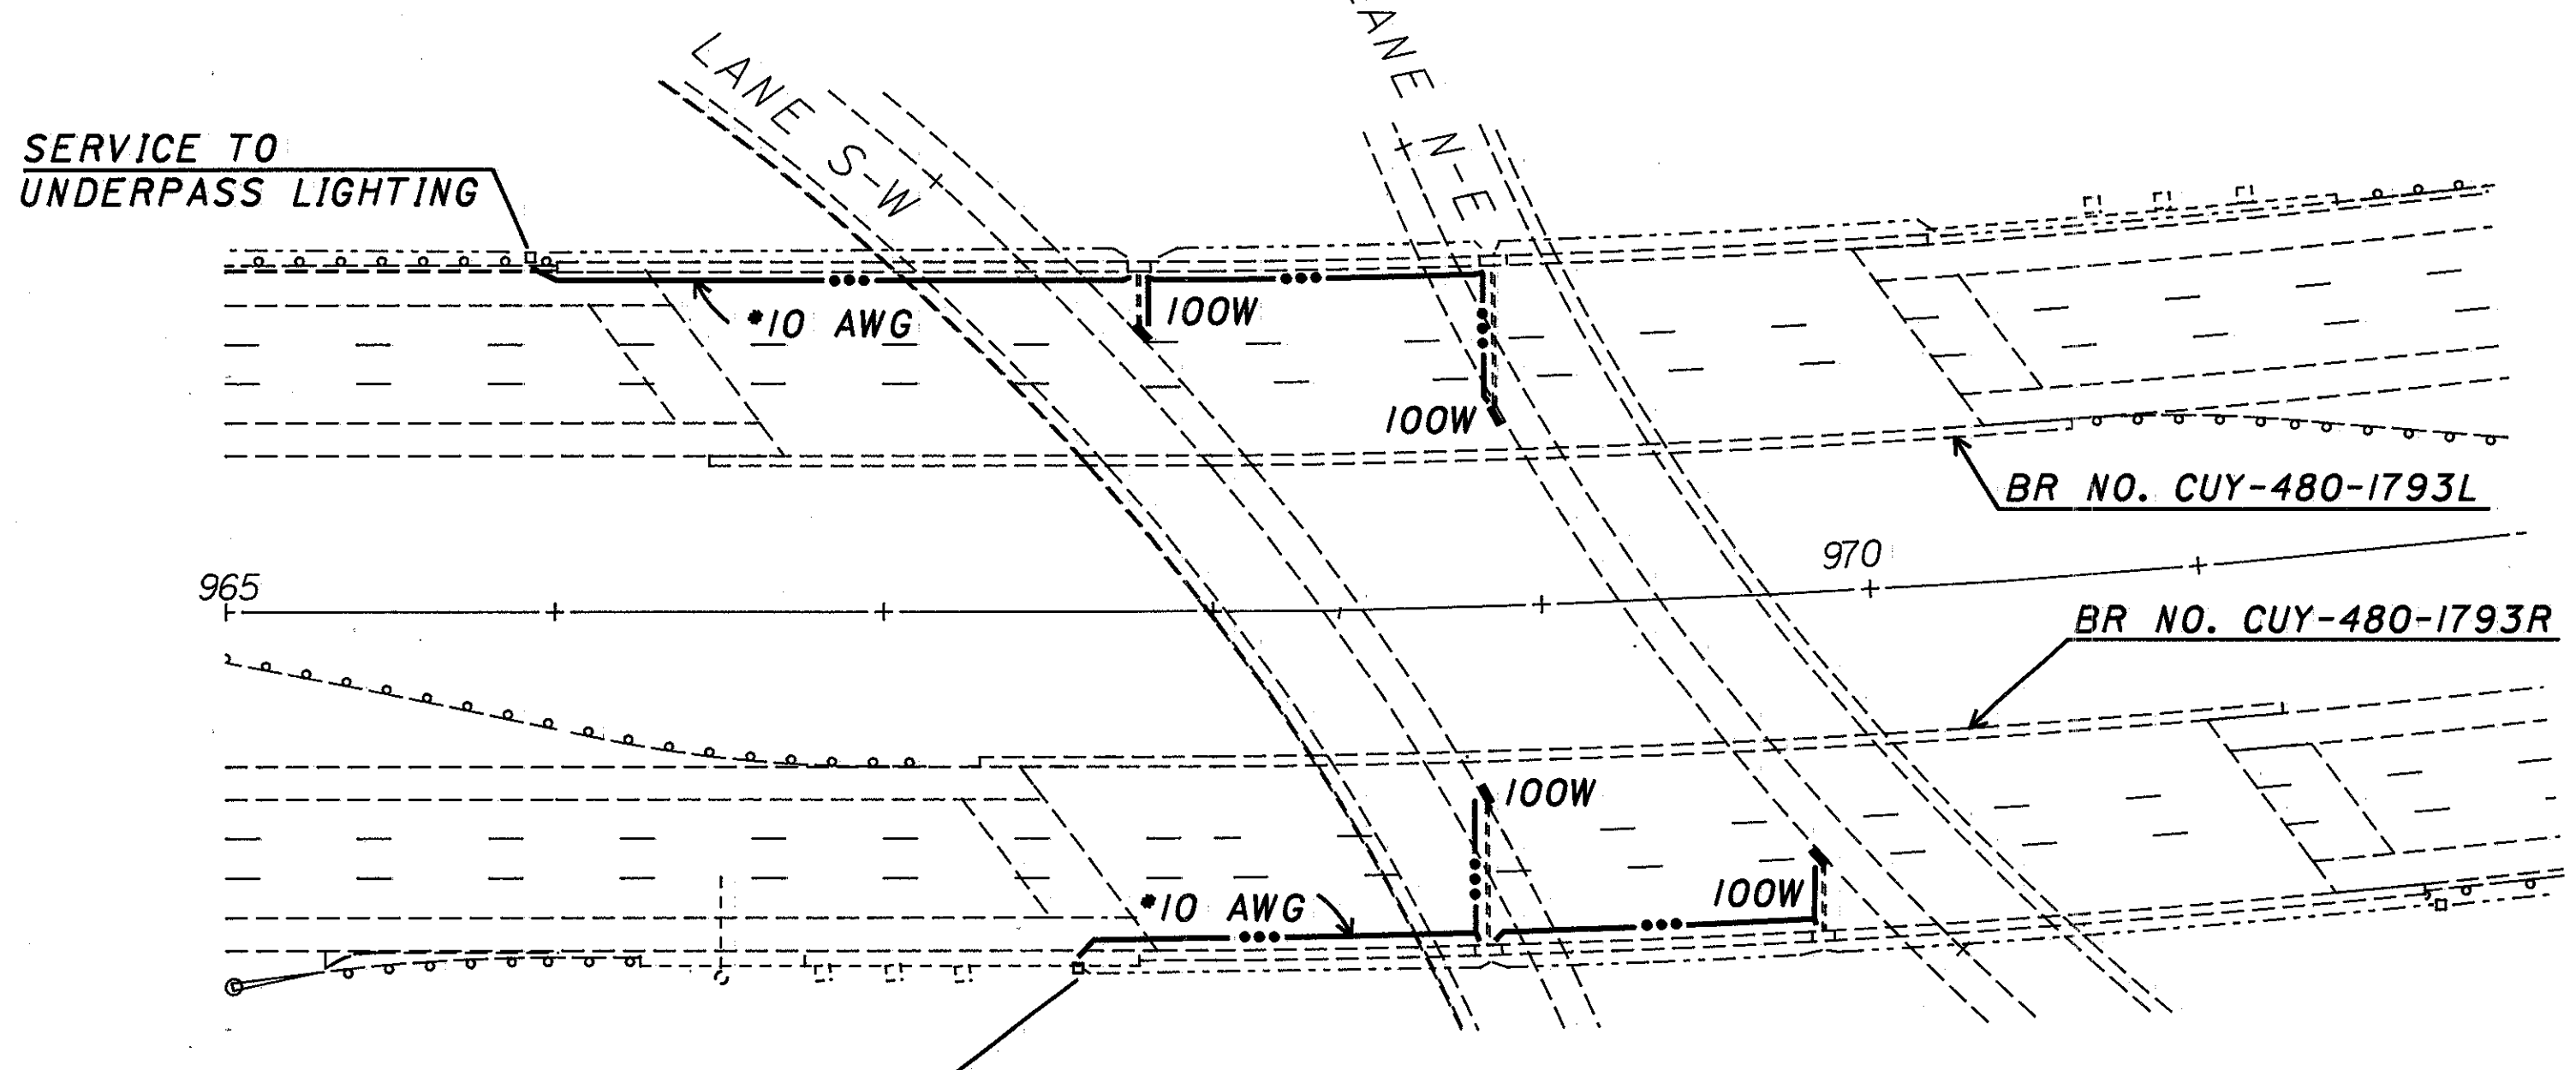 LANE S-W
LANE N-E
SERVICE TO
UNDERPASS LIGHTING
#10 AWG
100W
100W
BR NO. CUY-480-1793L
965
970
BR NO. CUY-480-1793R
100W
#10 AWG
100W